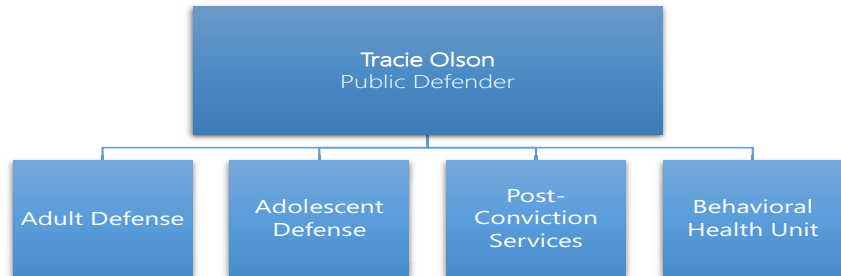 Tracie Olson
Public Defender
Adult Defense
Adolescent
Defense
Post-
Conviction
Services
Behavioral
Health Unit